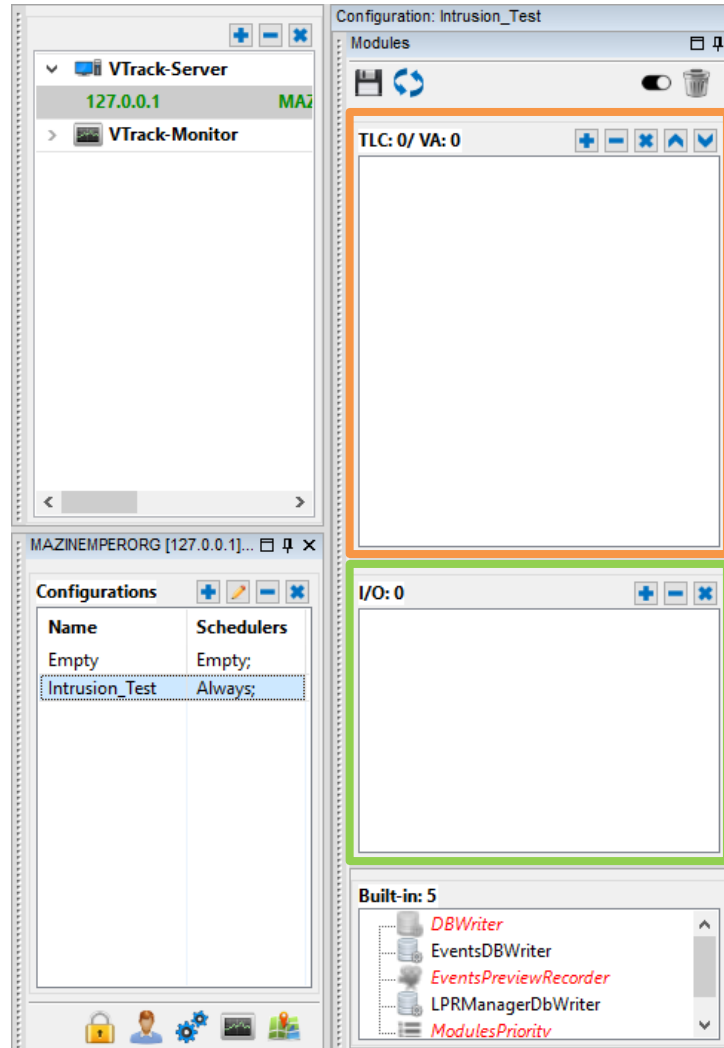 VTrack-Server
127.0.0.1 MAZ
VTrack-Monitor
MAZINEMPERORG [127.0.0.1]...
Configurations
Name Schedulers
Empty Empty;
Intrusion_Test Always;
Configuration: Intrusion_Test
Modules
TLC: 0/ VA: 0
I/O: 0
Built-in: 5
DBWriter
EventsDBWriter
EventsPreviewRecorder
LPRManagerDbWriter
ModulesPriority